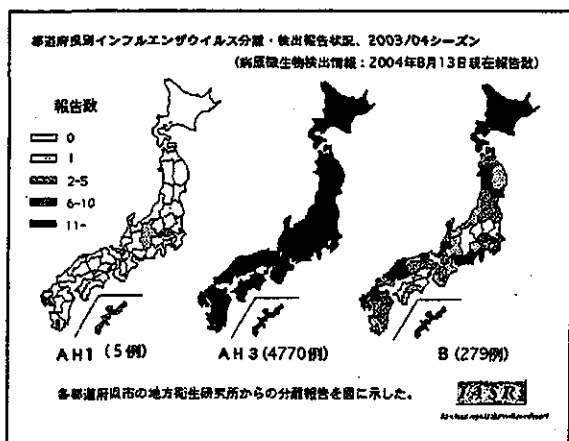 都道府県別インフルエンザウイルス分離・検出報告状況、2003/04シーズン
(病原微生物検出情報：2004年8月13日現在報告数)
報告数
0
1
2-5
6-10
11-
AH1 (5例)
AH3 (4770例)
B (279例)
各都道府県市の地方衛生研究所からの分離報告を図に示した。
IASR